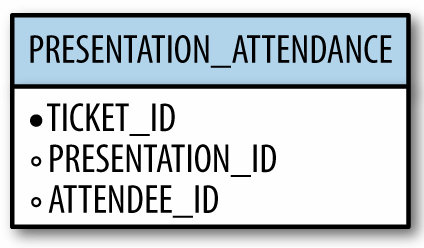 PRESENTATION_ATTENDANCE
TICKET_ID
PRESENTATION_ID
ATTENDEE_ID